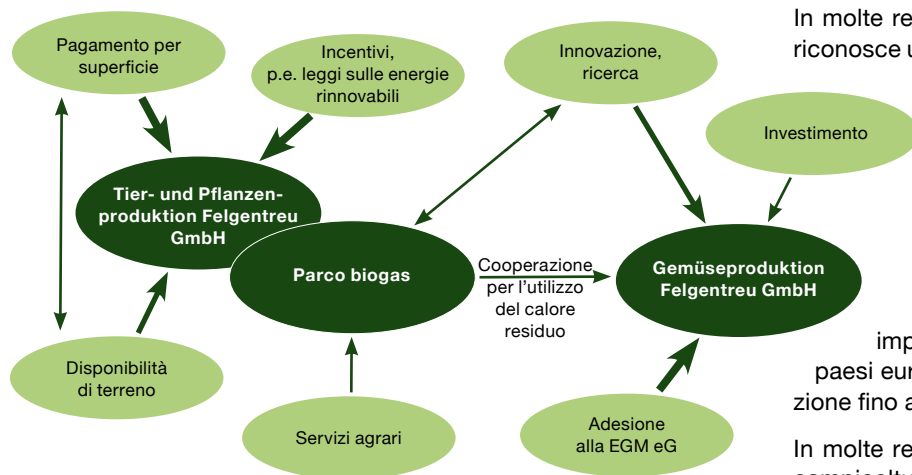 Pagamento per
superficie
Incentivi,
p.e. leggi sulle energie
rinnovabili
Innovazione,
ricerca
Investimento
Tier- und Pflanzen-
produktion Felgentreu
GmbH
Parco biogas
Cooperazione
per l'utilizzo
del calore
residuo
Gemüseproduktion
Felgentreu GmbH
Disponibilità
di terreno
Servizi agrari
Adesione
alla EGM eG
In molte re
riconosce u
imp
paesi eur
zione fino a
In molte re